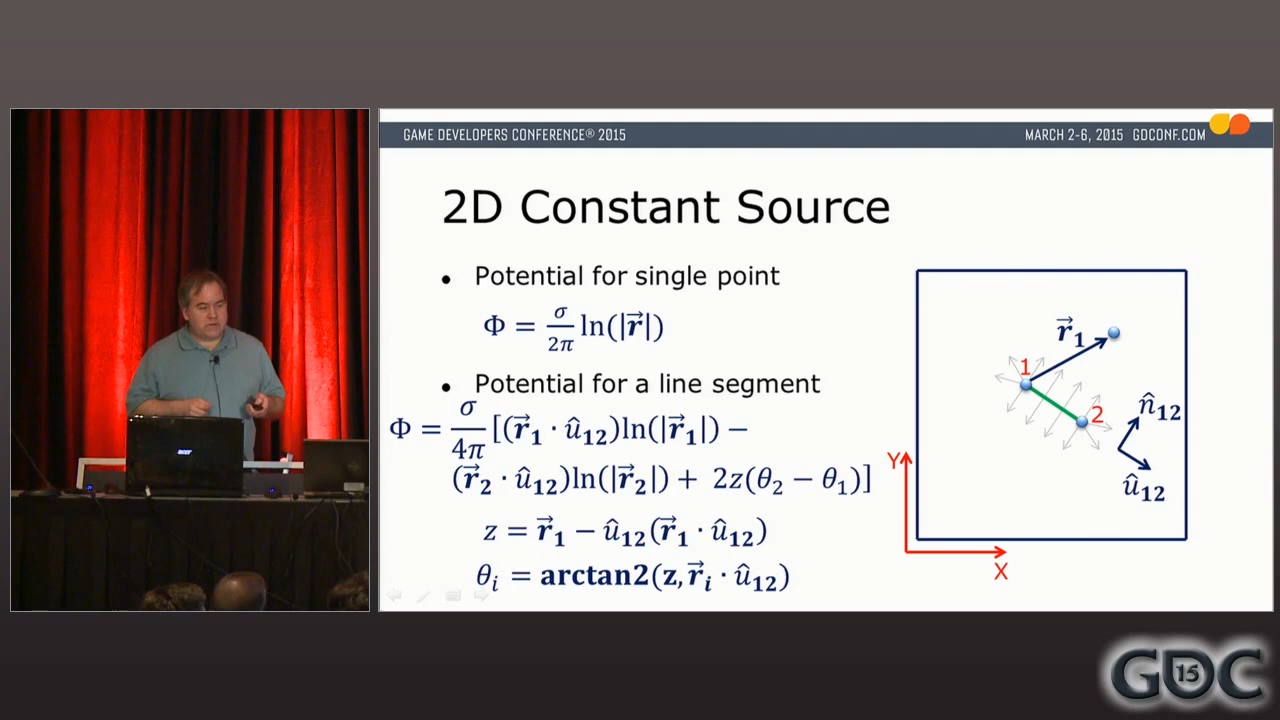 GAME DEVELOPERS CONFERENCE® 2015
MARCH 2-6, 2015 GDCONF.COM
2D Constant Source
• Potential for single point
Φ = σ/2π ln(|r⃗|)
• Potential for a line segment
Φ = σ/4π [(r⃗₁ · û₁₂)ln(|r⃗₁|) −
(r⃗₂ · û₁₂)ln(|r⃗₂|) + 2z(θ₂ − θ₁)]
z = r⃗₁ − û₁₂(r⃗₁ · û₁₂)
θᵢ = arctan2(z, r⃗ᵢ · û₁₂)
r⃗₁
1
2
n̂₁₂
û₁₂
Y
X
acer
GDC
15